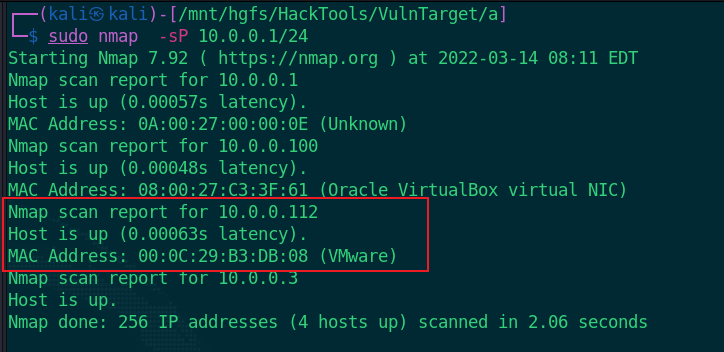 ┌──(kali㉿kali)-[/mnt/hgfs/HackTools/VulnTarget/a]
└─$ sudo nmap  -sP 10.0.0.1/24
Starting Nmap 7.92 ( https://nmap.org ) at 2022-03-14 08:11 EDT
Nmap scan report for 10.0.0.1
Host is up (0.00057s latency).
MAC Address: 0A:00:27:00:00:0E (Unknown)
Nmap scan report for 10.0.0.100
Host is up (0.00048s latency).
MAC Address: 08:00:27:C3:3F:61 (Oracle VirtualBox virtual NIC)
Nmap scan report for 10.0.0.112
Host is up (0.00063s latency).
MAC Address: 00:0C:29:B3:DB:08 (VMware)
Nmap scan report for 10.0.0.3
Host is up.
Nmap done: 256 IP addresses (4 hosts up) scanned in 2.06 seconds